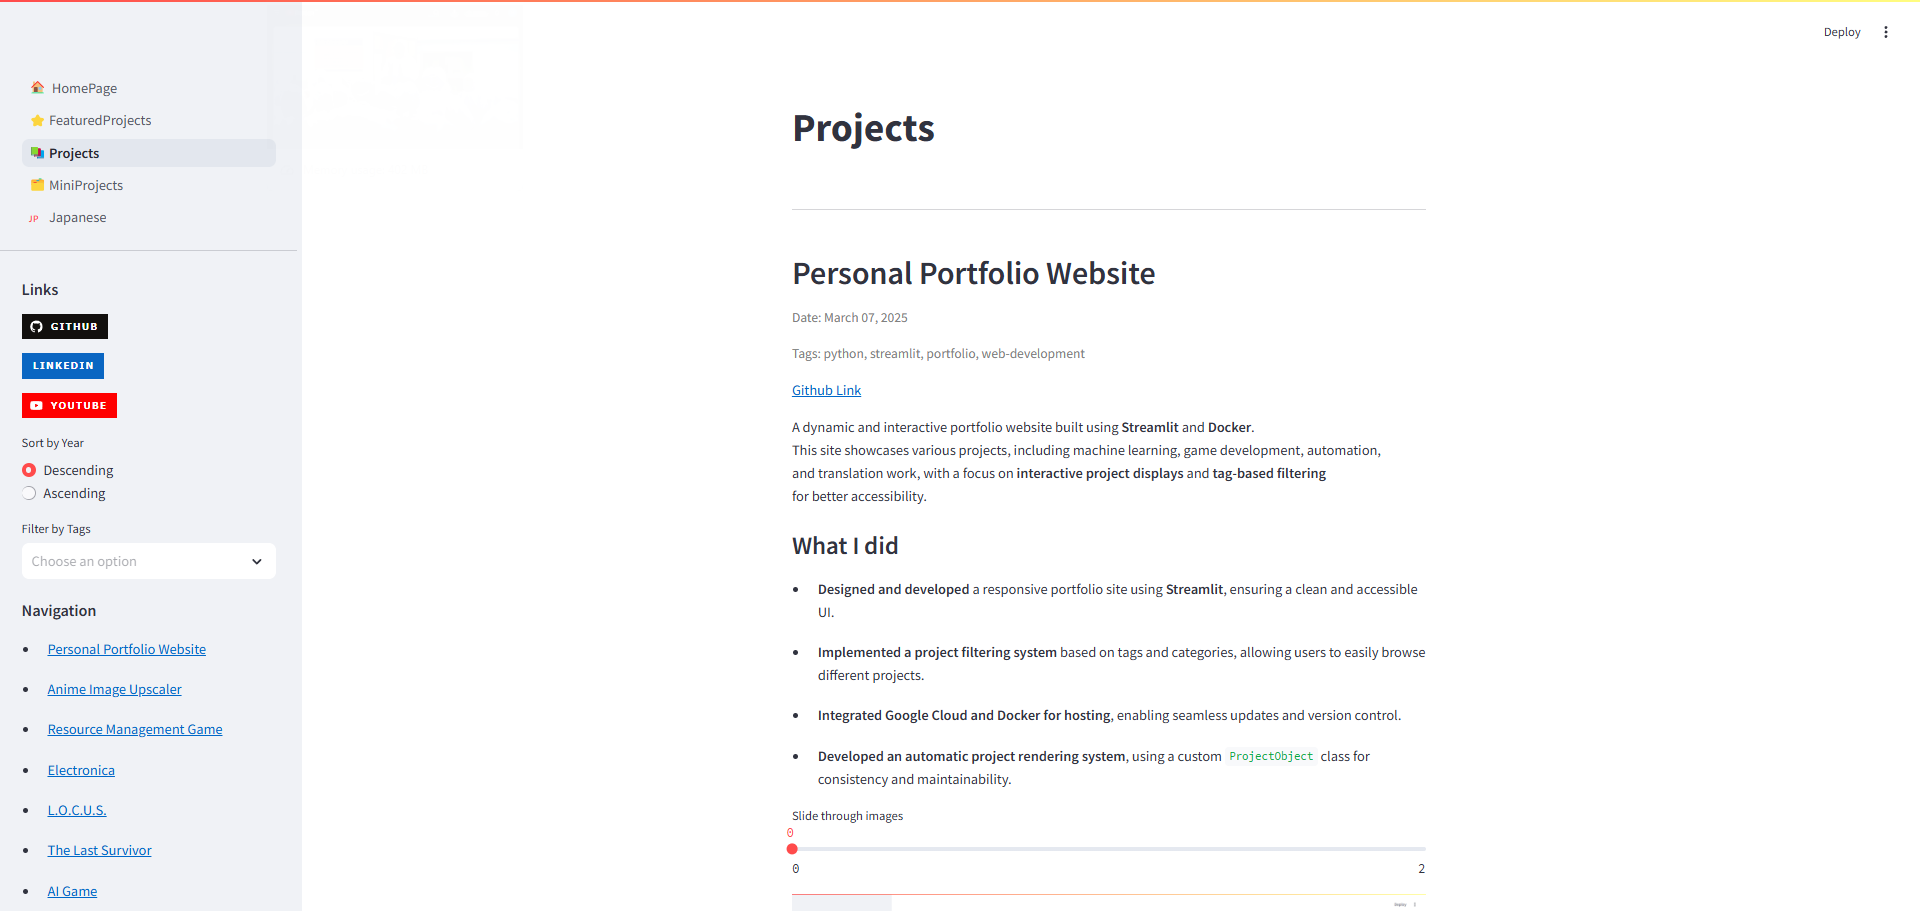 Deploy
HomePage
FeaturedProjects
Projects
MiniProjects
JP Japanese
Links
GITHUB
LINKEDIN
YOUTUBE
Sort by Year
Descending
Ascending
Filter by Tags
Choose an option
Navigation
Personal Portfolio Website
Anime Image Upscaler
Resource Management Game
Electronica
L.O.C.U.S.
The Last Survivor
AI Game
Projects
Personal Portfolio Website
Date: March 07, 2025
Tags: python, streamlit, portfolio, web-development
Github Link
A dynamic and interactive portfolio website built using Streamlit and Docker.
This site showcases various projects, including machine learning, game development, automation,
and translation work, with a focus on interactive project displays and tag-based filtering
for better accessibility.
What I did
Designed and developed a responsive portfolio site using Streamlit, ensuring a clean and accessible
UI.
Implemented a project filtering system based on tags and categories, allowing users to easily browse
different projects.
Integrated Google Cloud and Docker for hosting, enabling seamless updates and version control.
Developed an automatic project rendering system, using a custom ProjectObject class for
consistency and maintainability.
Slide through images
0
0 2
Deploy